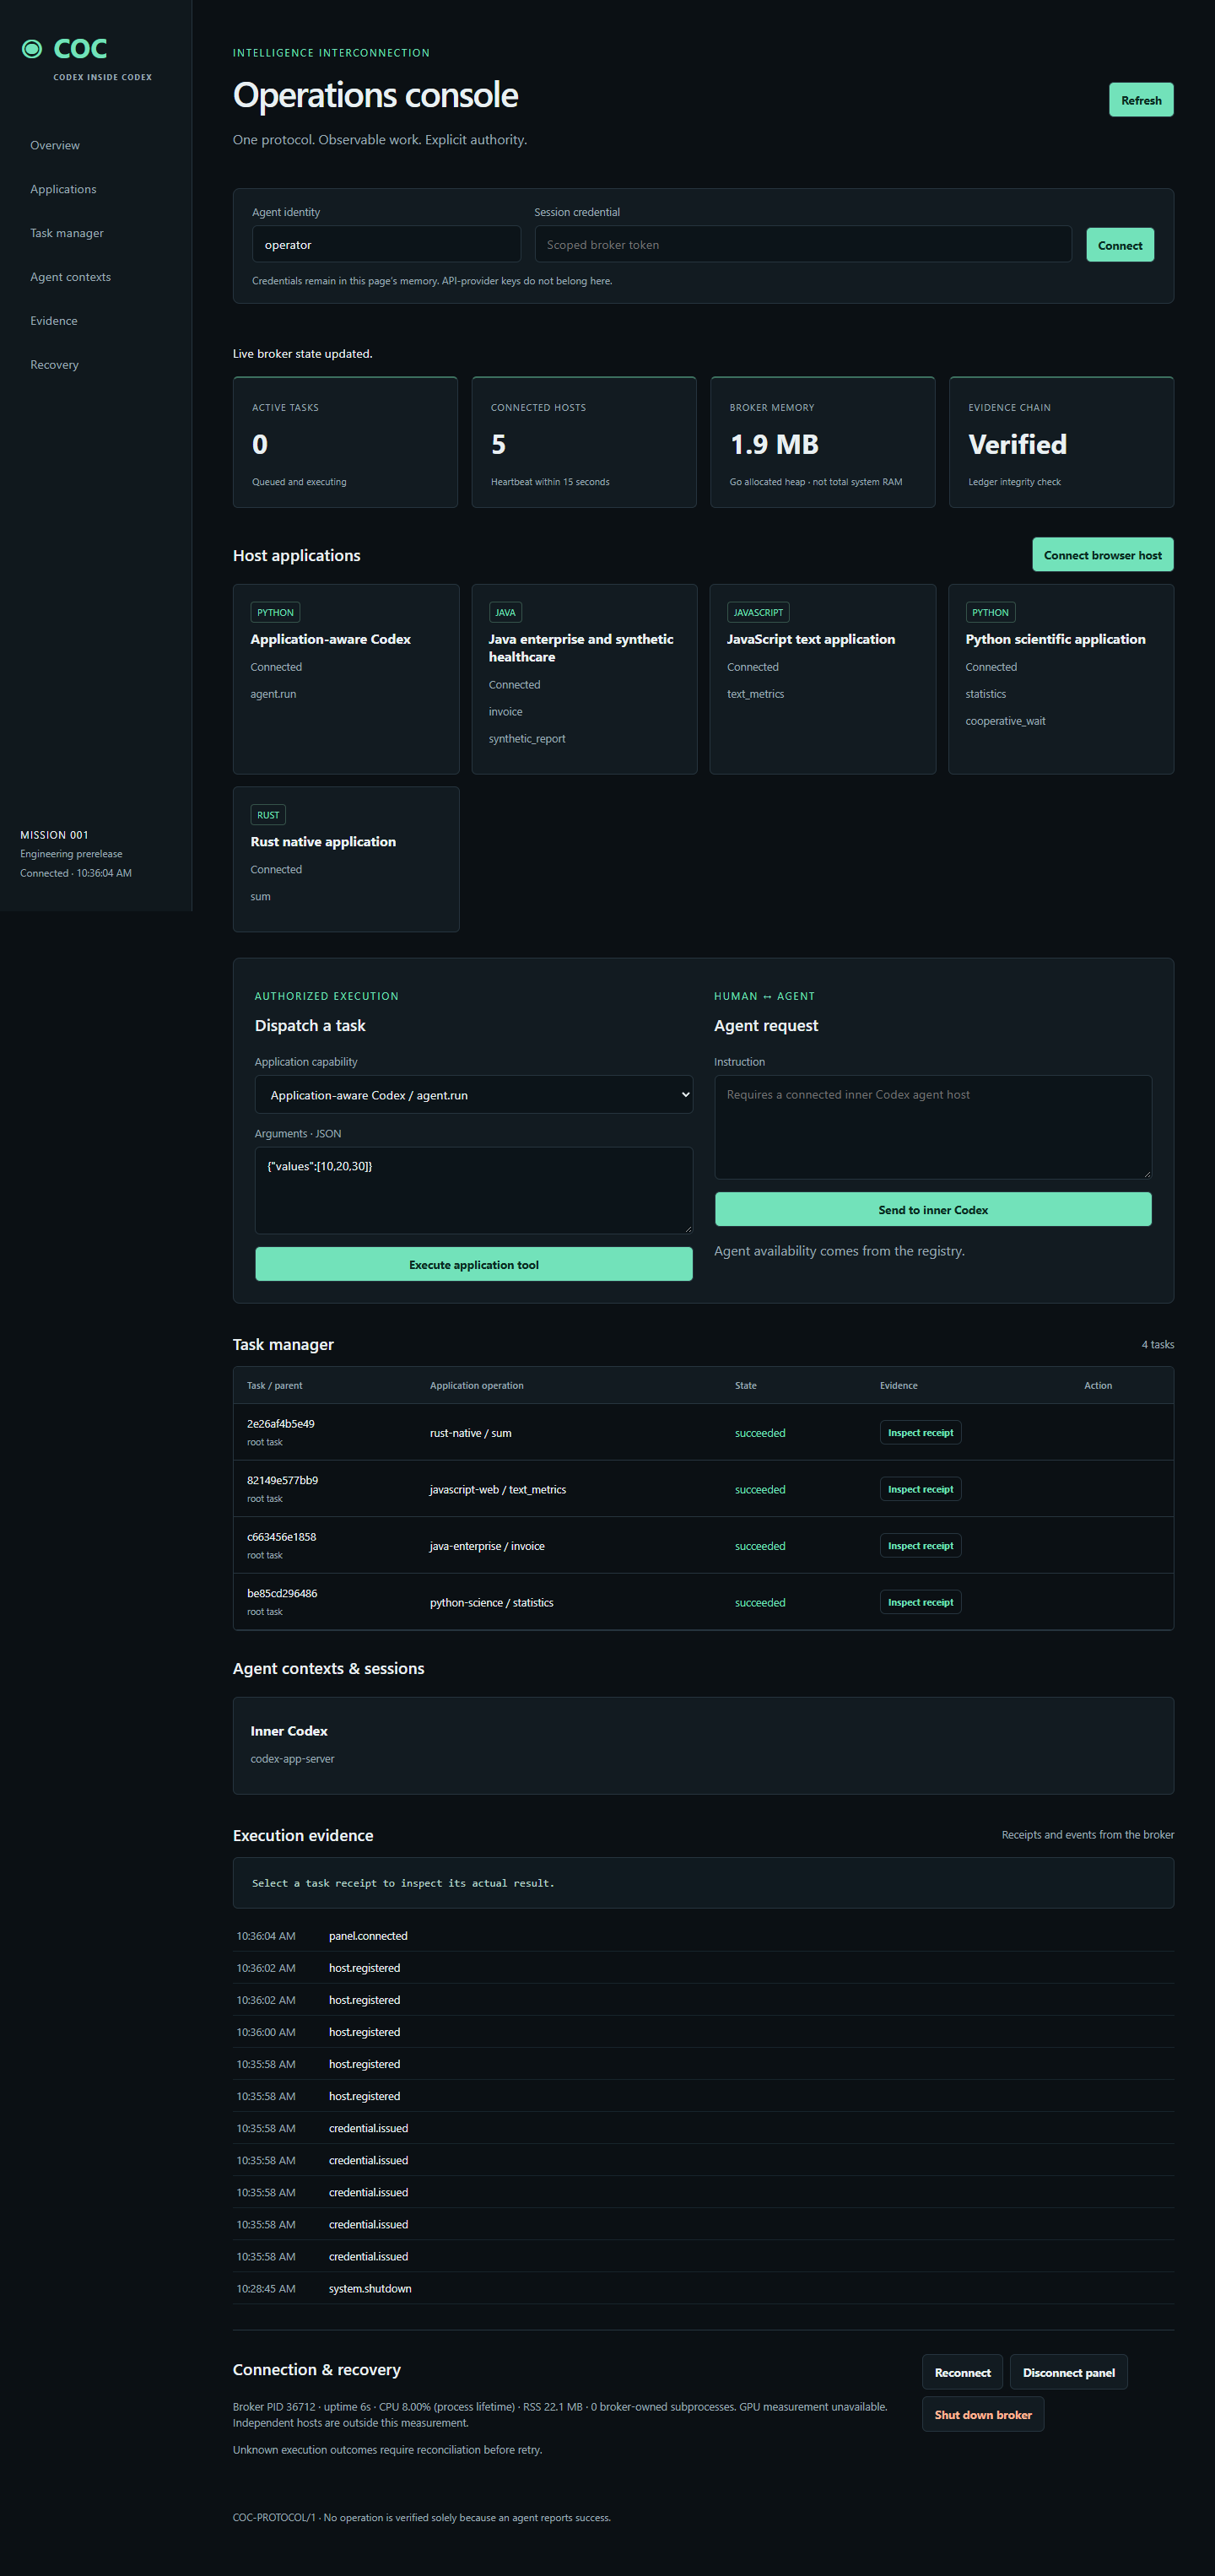 COC
CODEX INSIDE CODEX
Overview
Applications
Task manager
Agent contexts
Evidence
Recovery
MISSION 001
Engineering prerelease
Connected · 10:36:04 AM
INTELLIGENCE INTERCONNECTION
Operations console
Refresh
One protocol. Observable work. Explicit authority.
Agent identity
Session credential
operator
Scoped broker token
Connect
Credentials remain in this page's memory. API-provider keys do not belong here.
Live broker state updated.
ACTIVE TASKS
0
Queued and executing
CONNECTED HOSTS
5
Heartbeat within 15 seconds
BROKER MEMORY
1.9 MB
Go allocated heap · not total system RAM
EVIDENCE CHAIN
Verified
Ledger integrity check
Host applications
Connect browser host
PYTHON
Application-aware Codex
Connected
agent.run
JAVA
Java enterprise and synthetic
healthcare
Connected
invoice
synthetic_report
JAVASCRIPT
JavaScript text application
Connected
text_metrics
PYTHON
Python scientific application
Connected
statistics
cooperative_wait
RUST
Rust native application
Connected
sum
AUTHORIZED EXECUTION
Dispatch a task
Application capability
Application-aware Codex / agent.run
Arguments · JSON
{"values":[10,20,30]}
Execute application tool
HUMAN ↔ AGENT
Agent request
Instruction
Requires a connected inner Codex agent host
Send to inner Codex
Agent availability comes from the registry.
Task manager
4 tasks
Task / parent Application operation State Evidence Action
2e26af4b5e49
root task
rust-native / sum succeeded Inspect receipt
82149e577bb9
root task
javascript-web / text_metrics succeeded Inspect receipt
c663456e1858
root task
java-enterprise / invoice succeeded Inspect receipt
be85cd296486
root task
python-science / statistics succeeded Inspect receipt
Agent contexts & sessions
Inner Codex
codex-app-server
Execution evidence
Receipts and events from the broker
Select a task receipt to inspect its actual result.
10:36:04 AM panel.connected
10:36:02 AM host.registered
10:36:02 AM host.registered
10:36:00 AM host.registered
10:35:58 AM host.registered
10:35:58 AM host.registered
10:35:58 AM credential.issued
10:35:58 AM credential.issued
10:35:58 AM credential.issued
10:35:58 AM credential.issued
10:35:58 AM credential.issued
10:28:45 AM system.shutdown
Connection & recovery
Broker PID 36712 · uptime 6s · CPU 8.00% (process lifetime) · RSS 22.1 MB · 0 broker-owned subprocesses. GPU measurement unavailable.
Independent hosts are outside this measurement.
Unknown execution outcomes require reconciliation before retry.
Reconnect
Disconnect panel
Shut down broker
COC-PROTOCOL/1 · No operation is verified solely because an agent reports success.